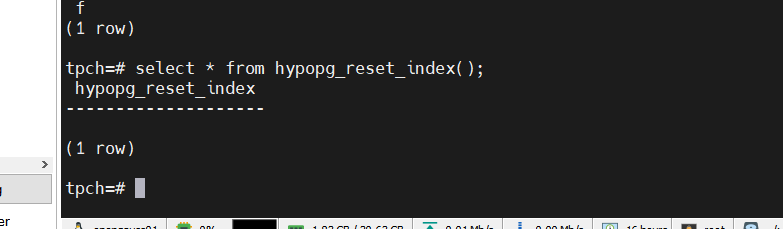 f
(1 row)
tpch=# select * from hypopg_reset_index();
hypopg_reset_index
--------------------
(1 row)
tpch=#